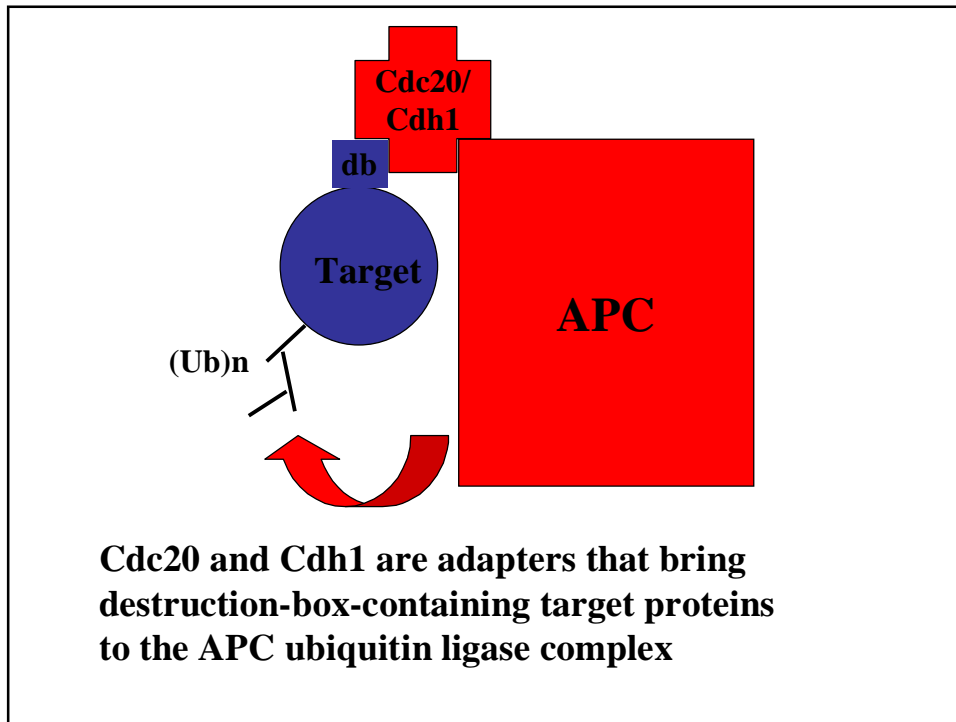 Cdc20/
Cdh1
db
Target
APC
(Ub)n
Cdc20 and Cdh1 are adapters that bring
destruction-box-containing target proteins
to the APC ubiquitin ligase complex